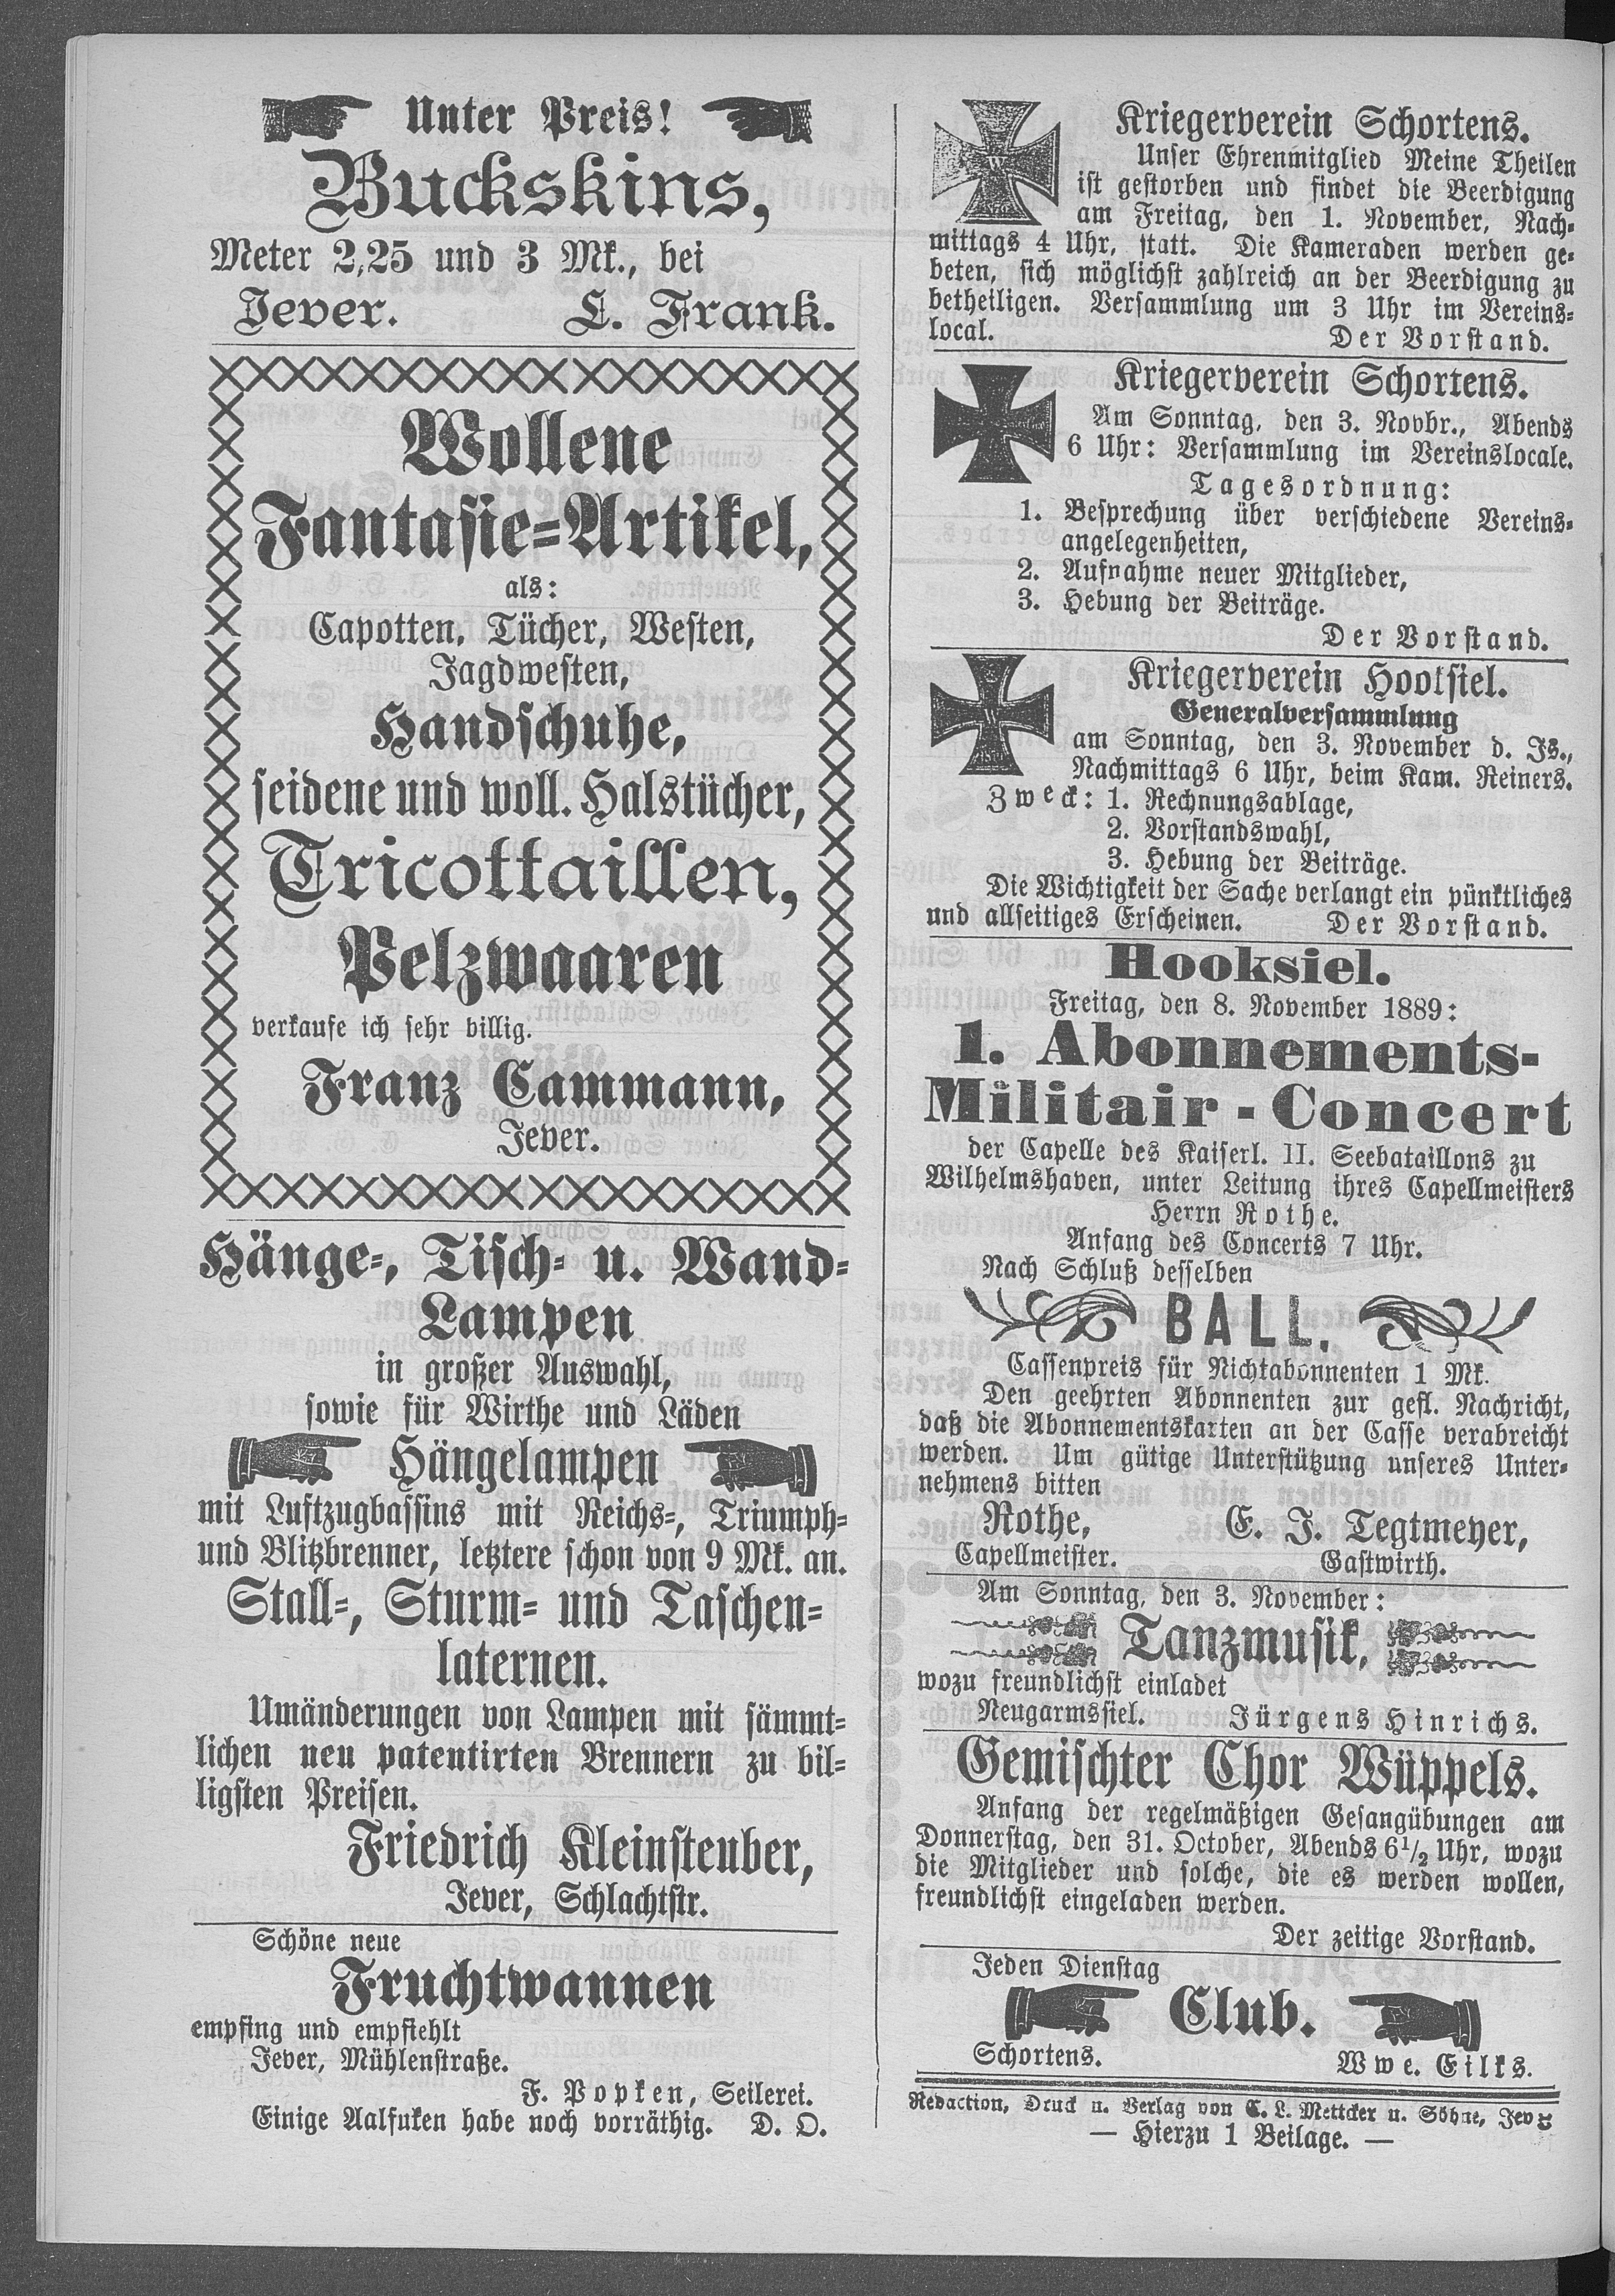 Unter Preis!
Buckskins,
Meter 2,25 und 3 Mk., bei
Jever. L. Frank.
Wollene
Fantasie-Artikel,
als:
Capotten, Tücher, Westen,
Jagdwesten,
Handschuhe,
seidene und woll. Halstücher,
Tricottaillen,
Pelzwaaren
verkaufe ich sehr billig.
Franz Cammann,
Jever.
Hänge-, Tisch- u. Wand-
Lampen
in großer Auswahl,
sowie für Wirthe und Läden
Hängelampen
mit Luftzugbassins mit Reichs-, Triumph-
und Blitzbrenner, letztere schon von 9 Mk. an.
Stall-, Sturm- und Taschen-
laternen.
Umänderungen von Lampen mit sämmt-
lichen neu patentirten Brennern zu bil-
ligsten Preisen.
Friedrich Kleinsteuber,
Jever, Schlachtstr.
Schöne neue
Fruchtwannen
empfing und empfiehlt
Jever, Mühlenstraße.
F. Popken, Seilerei.
Einige Aalfuken habe noch vorräthig. D. O.
Kriegerverein Schortens.
Unser Ehrenmitglied Meine Theilen
ist gestorben und findet die Beerdigung
am Freitag, den 1. November, Nach-
mittags 4 Uhr, statt. Die Kameraden werden ge-
beten, sich möglichst zahlreich an der Beerdigung zu
betheiligen. Versammlung um 3 Uhr im Vereins-
local. Der Vorstand.
Kriegerverein Schortens.
Am Sonntag, den 3. Novbr., Abends
6 Uhr: Versammlung im Vereinslocale.
Tagesordnung:
1. Besprechung über verschiedene Vereins-
angelegenheiten,
2. Aufnahme neuer Mitglieder,
3. Hebung der Beiträge.
Der Vorstand.
Kriegerverein Hooksiel.
Generalversammlung
am Sonntag, den 3. November d. Js.,
Nachmittags 6 Uhr, beim Kam. Reiners.
Zweck: 1. Rechnungsablage,
2. Vorstandswahl,
3. Hebung der Beiträge.
Die Wichtigkeit der Sache verlangt ein pünktliches
und allseitiges Erscheinen. Der Vorstand.
Hooksiel.
Freitag, den 8. November 1889:
1. Abonnements-
Militair-Concert
der Capelle des Kaiserl. II. Seebataillons zu
Wilhelmshaven, unter Leitung ihres Capellmeisters
Herrn Rothe.
Anfang des Concerts 7 Uhr.
Nach Schluß desselben
BALL.
Cassenpreis für Nichtabonnenten 1 Mk.
Den geehrten Abonnenten zur gefl. Nachricht,
daß die Abonnementskarten an der Casse verabreicht
werden. Um gütige Unterstützung unseres Unter-
nehmens bitten
Rothe, E. J. Tegtmeyer,
Capellmeister. Gastwirth.
Am Sonntag, den 3. November:
Tanzmusik,
wozu freundlichst einladet
Neugarmssiel. Jürgens Hinrichs.
Gemischter Chor Wüppels.
Anfang der regelmäßigen Gesangübungen am
Donnerstag, den 31. October, Abends 6½ Uhr, wozu
die Mitglieder und solche, die es werden wollen,
freundlichst eingeladen werden.
Der zeitige Vorstand.
Jeden Dienstag
Club.
Schortens. Wwe. Eilks.
Redaction, Druck u. Verlag von C. L. Mettcker u. Söhne, Jever
— Hierzu 1 Beilage. —